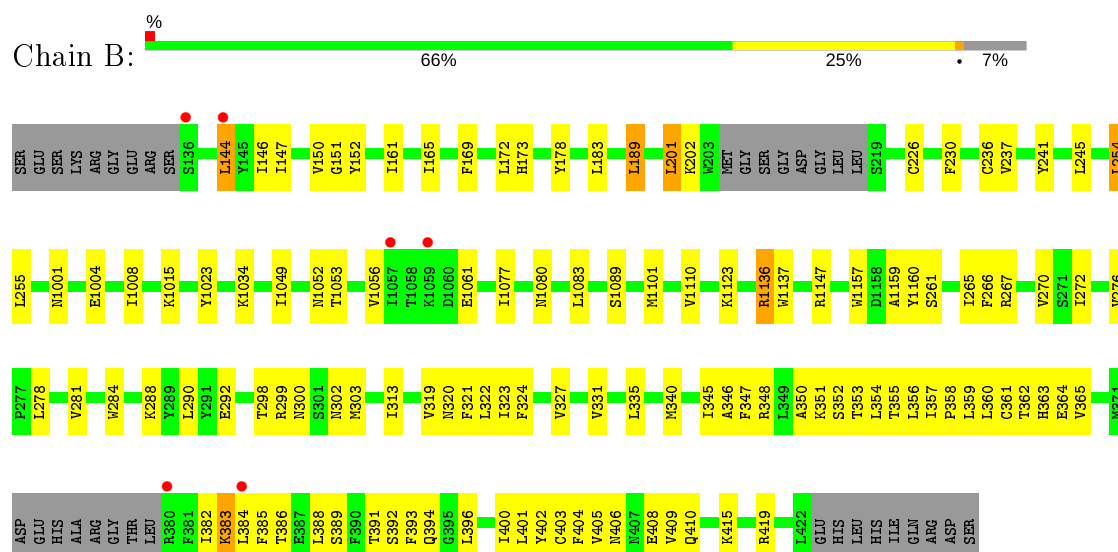 %
Chain B:
66% 25% • 7%
SER GLU SER LYS ARG GLY GLU ARG SER S136 L144 Y145 I146 I147 V150 G151 Y152 I161 I165 F169 L172 H173 Y178 L183 L189 L201 K202 W203 MET GLY SER GLY ASP GLY LEU LEU S219 C226 F230 C236 V237 Y241 L245 L254
L255 N1001 E1004 I1008 K1015 Y1023 K1034 I1049 N1052 T1053 V1056 I1057 T1058 K1059 D1060 E1061 I1077 N1080 L1083 S1089 M1101 V1110 K1123 R1136 W1137 R1147 W1157 D1158 A1159 Y1160 S261 I265 F266 R267 V270 S271 I272 V276
P277 L278 V281 W284 K288 Y289 L290 Y291 E292 T298 R299 N300 S301 N302 M303 I313 V319 N320 F321 L322 I323 F324 V327 V331 L335 M340 I345 A346 F347 R348 L349 A350 K351 S352 T353 L354 T355 L356 I357 P358 L359 L360 C361 T362 H363 E364 V365 M371
ASP GLU HIS ALA ARG GLY THR LEU R380 F381 I382 K383 L384 F385 T386 E387 L388 S389 F390 T391 S392 F393 Q394 G395 L396 I400 L401 Y402 C403 F404 V405 N406 N407 E408 V409 Q410 K415 R419 L422 GLU HIS LEU HIS ILE GLN ARG ASP SER